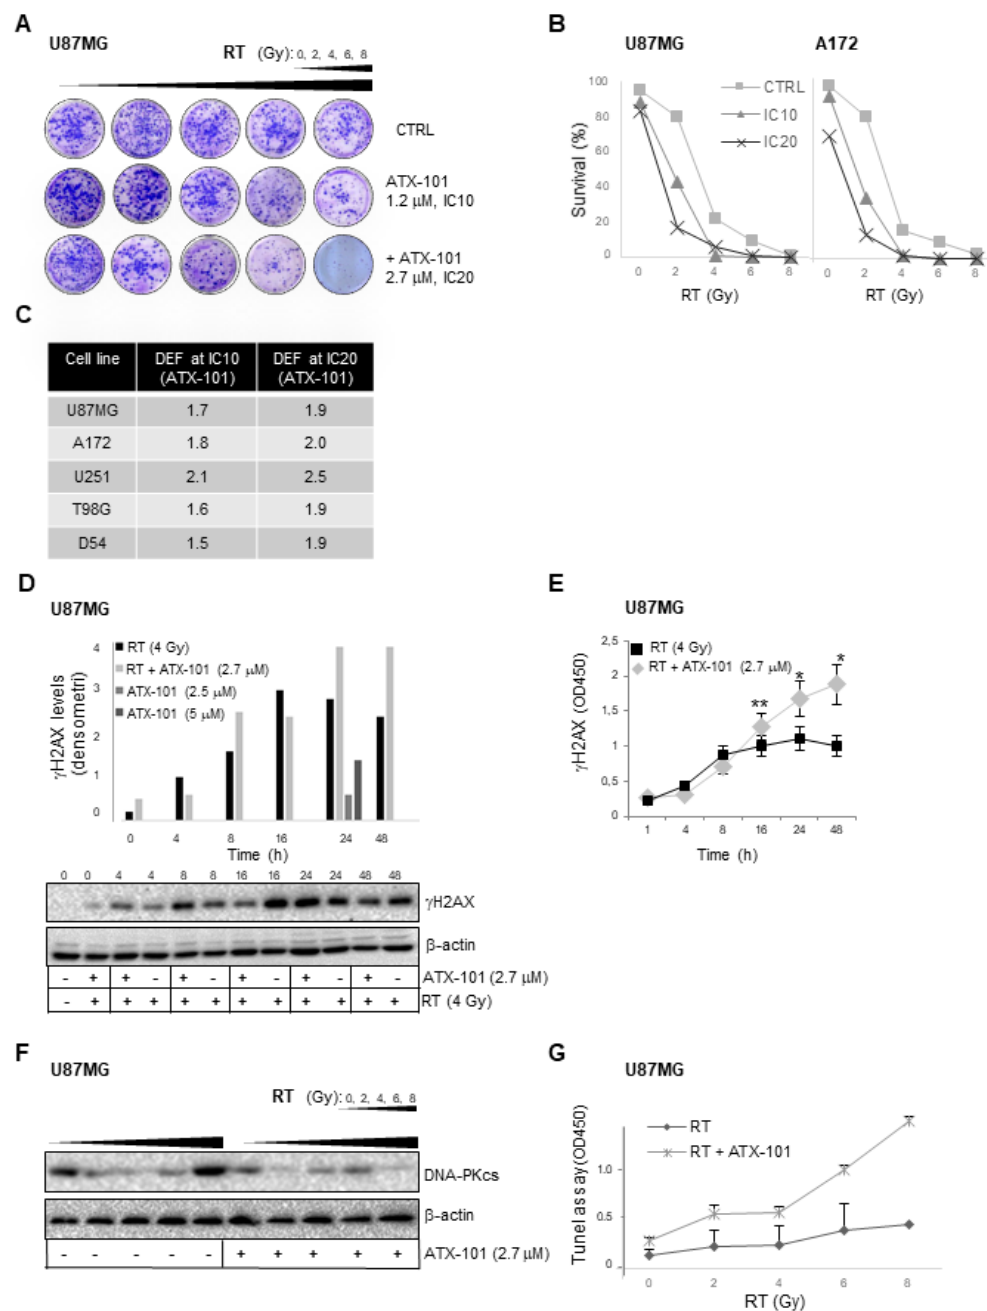 A
U87MG
RT (Gy): 0, 2, 4, 6, 8
CTRL
ATX-101
1.2 μM, IC10
+ ATX-101
2.7 μM, IC20
B
U87MG
A172
100
80
60
40
20
0
Survival (%)
CTRL
IC10
IC20
0 2 4 6 8
RT (Gy)
0 2 4 6 8
RT (Gy)
C
Cell line DEF at IC10 (ATX-101) DEF at IC20 (ATX-101)
U87MG 1.7 1.9
A172 1.8 2.0
U251 2.1 2.5
T98G 1.6 1.9
D54 1.5 1.9
D
U87MG
γH2AX levels
(densometri)
4
3
2
1
0
RT (4 Gy)
RT + ATX-101 (2.7 μM)
ATX-101 (2.5 μM)
ATX-101 (5 μM)
0 4 8 16 24 48
Time (h)
0 0 4 4 8 8 16 16 24 24 48 48
γH2AX
β-actin
- + + - + - + - + - + - ATX-101 (2.7 μM)
- + + + + + + + + + + + RT (4 Gy)
E
U87MG
γH2AX (OD450)
2,5
2
1,5
1
0,5
0
RT (4 Gy)
RT + ATX-101 (2.7 μM)
** * *
1 4 8 16 24 48
Time (h)
F
U87MG
RT (Gy): 0, 2, 4, 6, 8
DNA-PKcs
β-actin
- - - - - + + + + + ATX-101 (2.7 μM)
G
U87MG
Tunel assay (OD450)
1.0
0.5
0
RT
RT + ATX-101
0 2 4 6 8
RT (Gy)